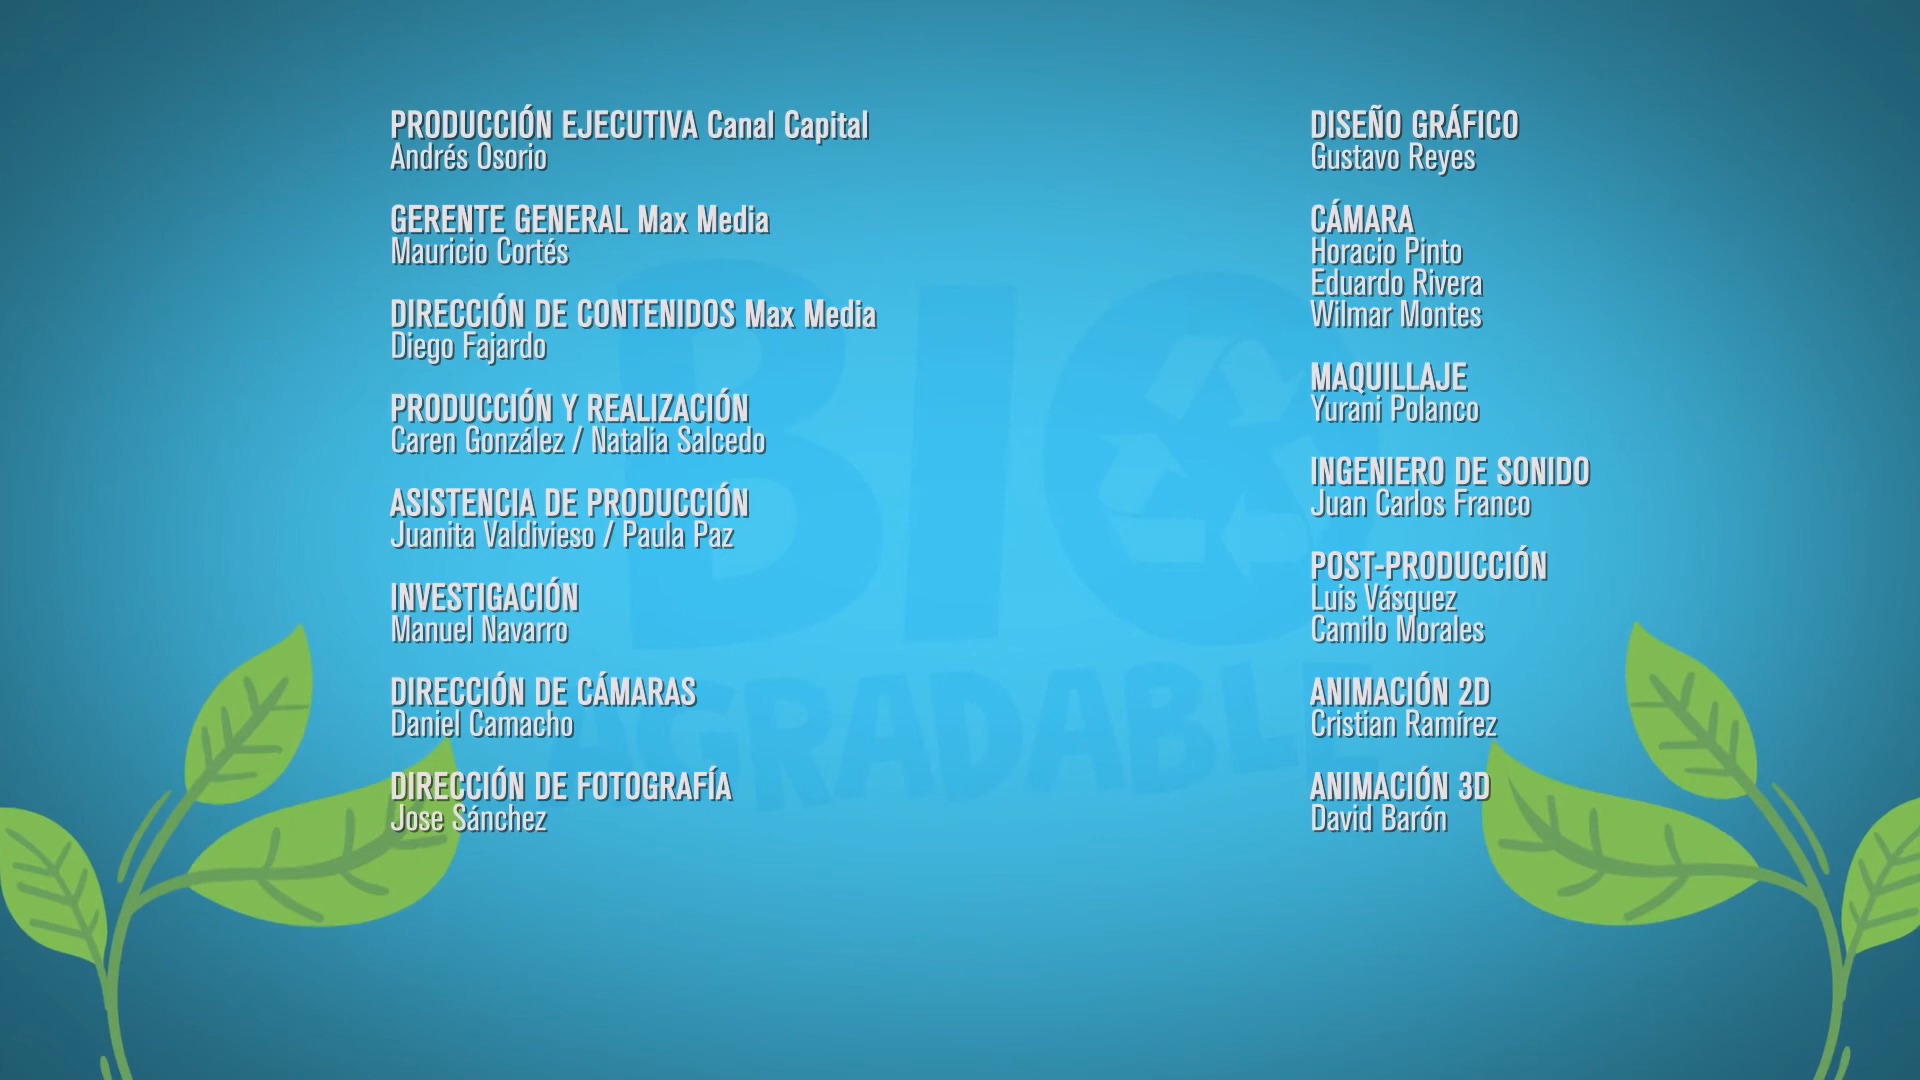 PRODUCCIÓN EJECUTIVA Canal Capital
Andrés Osorio
GERENTE GENERAL Max Media
Mauricio Cortés
DIRECCIÓN DE CONTENIDOS Max Media
Diego Fajardo
PRODUCCIÓN Y REALIZACIÓN
Caren González / Natalia Salcedo
ASISTENCIA DE PRODUCCIÓN
Juanita Valdivieso / Paula Paz
INVESTIGACIÓN
Manuel Navarro
DIRECCIÓN DE CÁMARAS
Daniel Camacho
DIRECCIÓN DE FOTOGRAFÍA
Jose Sánchez
DISEÑO GRÁFICO
Gustavo Reyes
CÁMARA
Horacio Pinto
Eduardo Rivera
Wilmar Montes
MAQUILLAJE
Yurani Polanco
INGENIERO DE SONIDO
Juan Carlos Franco
POST-PRODUCCIÓN
Luis Vásquez
Camilo Morales
ANIMACIÓN 2D
Cristian Ramírez
ANIMACIÓN 3D
David Barón
BIO
AGRADABLE